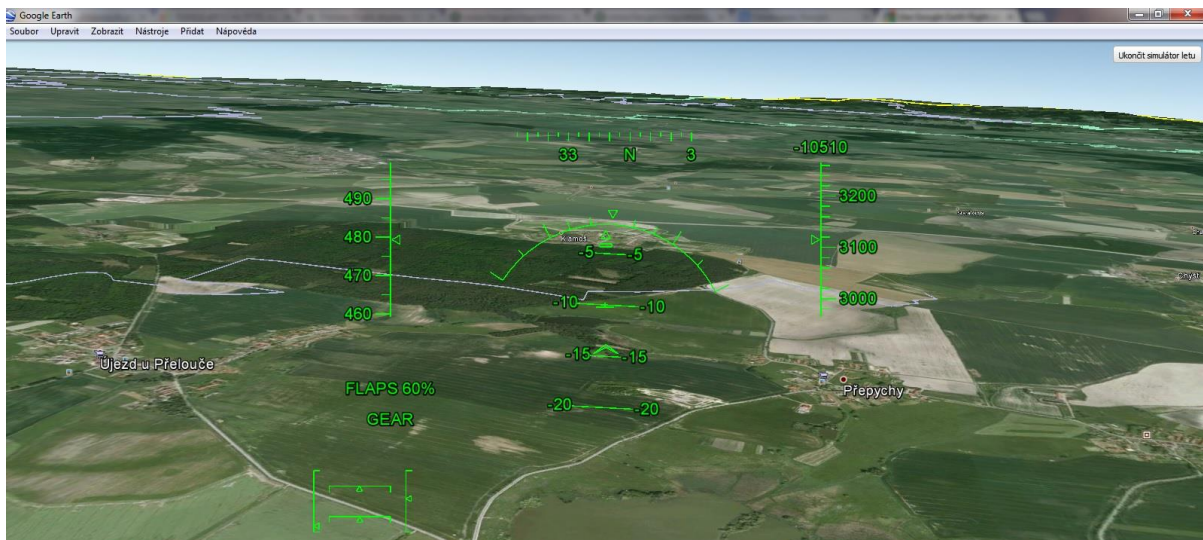 Google Earth
Soubor Upravit Zobrazit Nástroje Přidat Nápověda
Ukončit simulátor letu
33 N 3
-10510
490
480
470
460
3200
3100
3000
Klamoš
-5 -5
-10 -10
-15 -15
-20 -20
Újezd u Přelouče
Přepychy
FLAPS 60%
GEAR